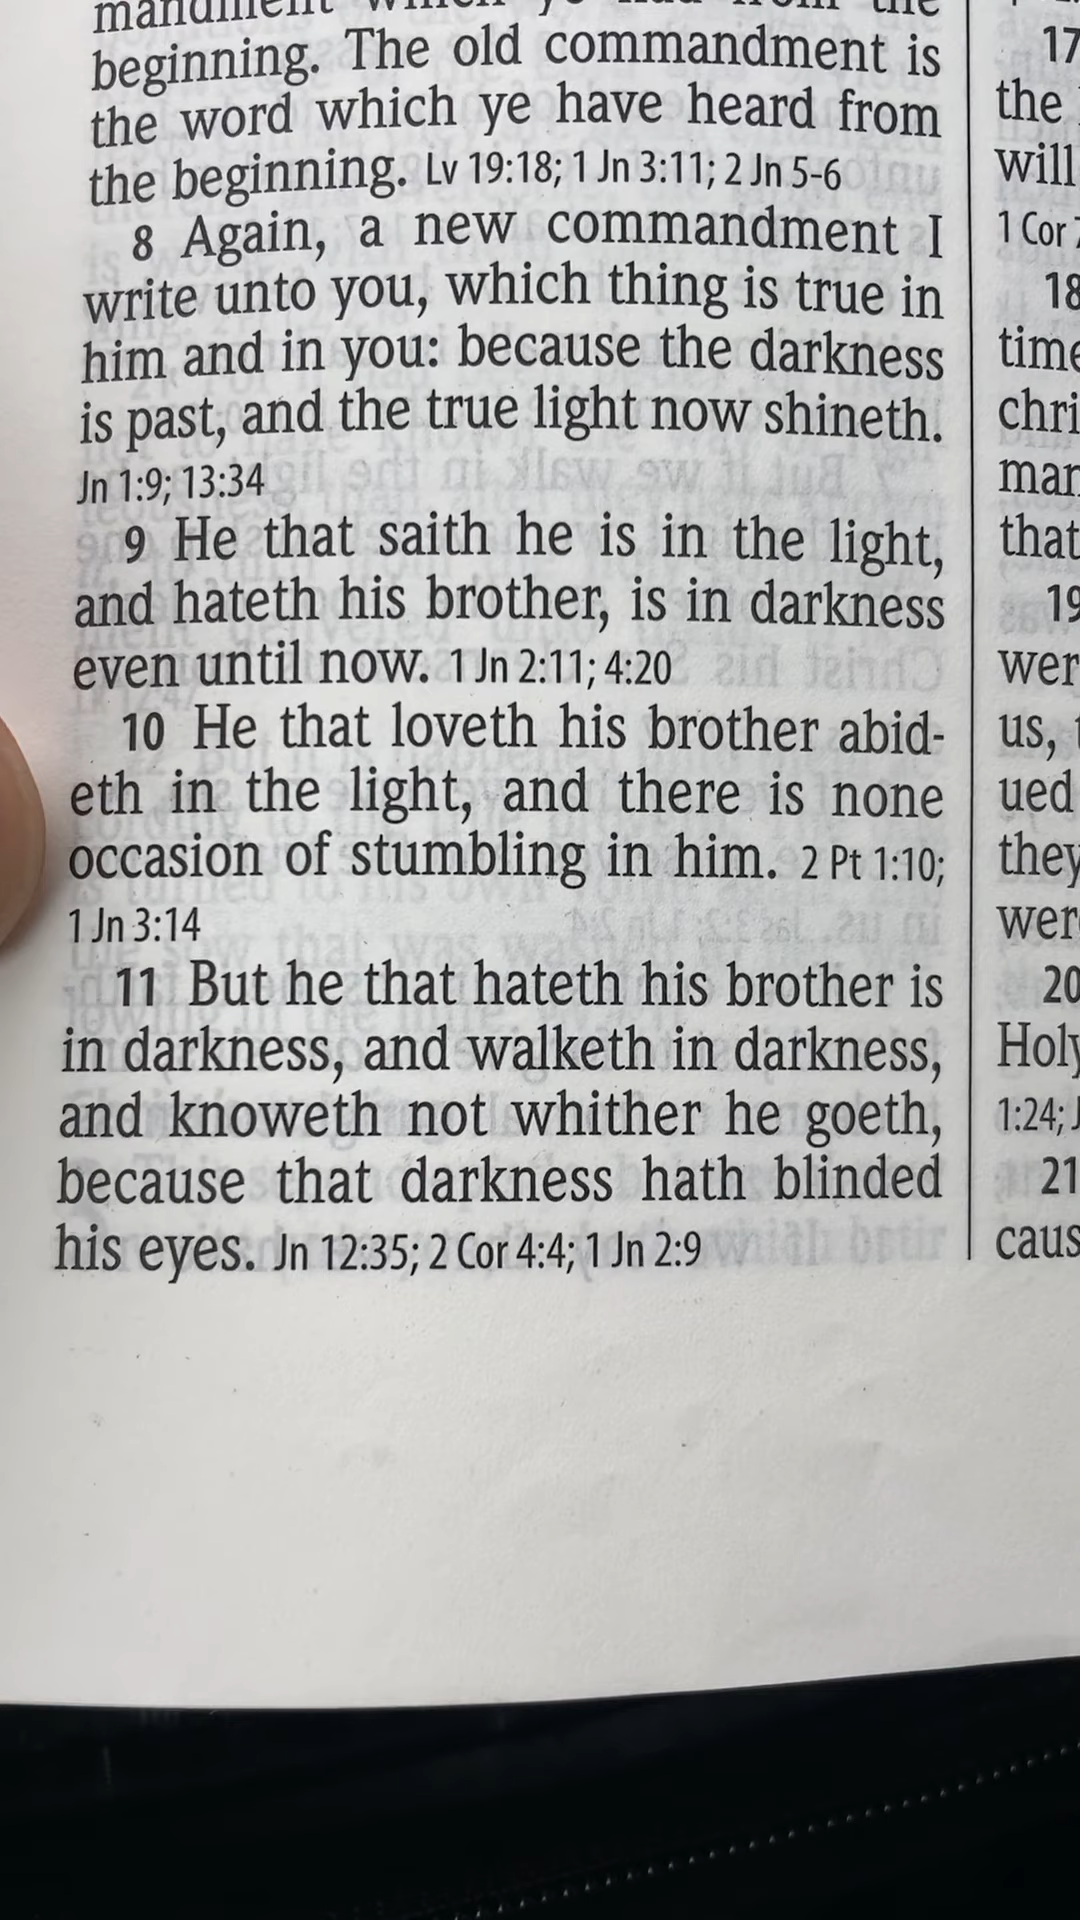 mandment which ye had from the
beginning. The old commandment is
the word which ye have heard from
the beginning. Lv 19:18; 1 Jn 3:11; 2 Jn 5-6
8 Again, a new commandment I
write unto you, which thing is true in
him and in you: because the darkness
is past, and the true light now shineth.
Jn 1:9; 13:34
9 He that saith he is in the light,
and hateth his brother, is in darkness
even until now. 1 Jn 2:11; 4:20
10 He that loveth his brother abid-
eth in the light, and there is none
occasion of stumbling in him. 2 Pt 1:10;
1 Jn 3:14
11 But he that hateth his brother is
in darkness, and walketh in darkness,
and knoweth not whither he goeth,
because that darkness hath blinded
his eyes. Jn 12:35; 2 Cor 4:4; 1 Jn 2:9
17
the
will
1 Cor
18
time
chri
man
that
19
wer
us,
ued
they
were
20
Holy
1:24; J
21
caus